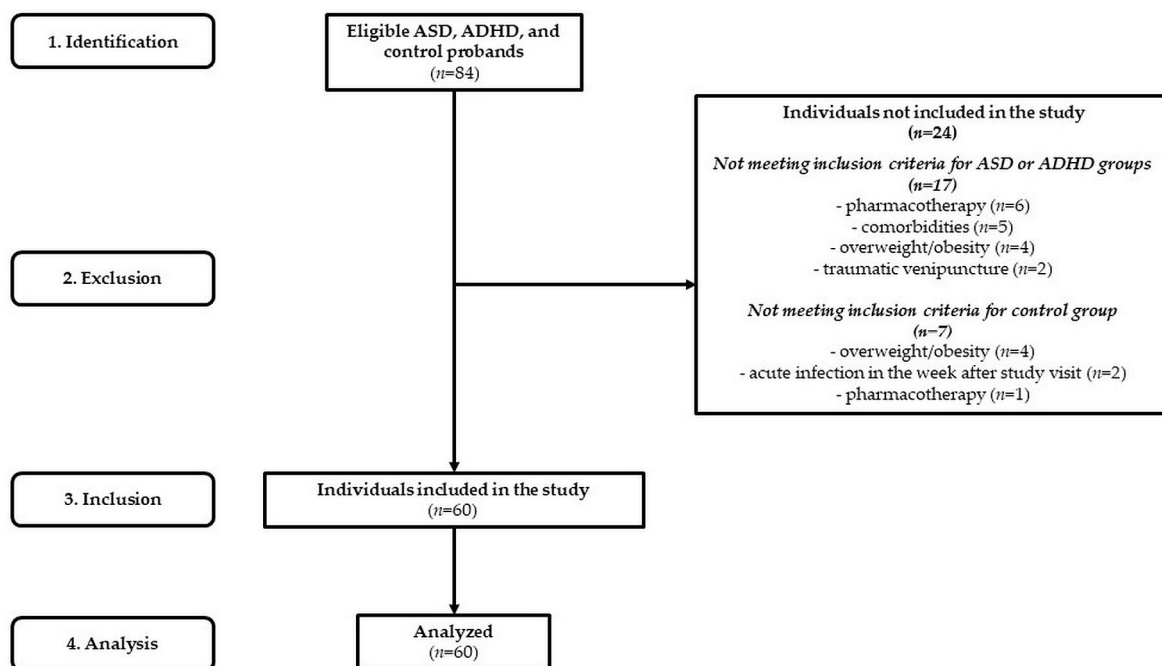 1. Identification
Eligible ASD, ADHD, and
control probands
(n=84)
Individuals not included in the study
(n=24)
Not meeting inclusion criteria for ASD or ADHD groups
(n=17)
- pharmacotherapy (n=6)
- comorbidities (n=5)
- overweight/obesity (n=4)
- traumatic venipuncture (n=2)
Not meeting inclusion criteria for control group
(n=7)
- overweight/obesity (n=4)
- acute infection in the week after study visit (n=2)
- pharmacotherapy (n=1)
2. Exclusion
3. Inclusion
Individuals included in the study
(n=60)
4. Analysis
Analyzed
(n=60)